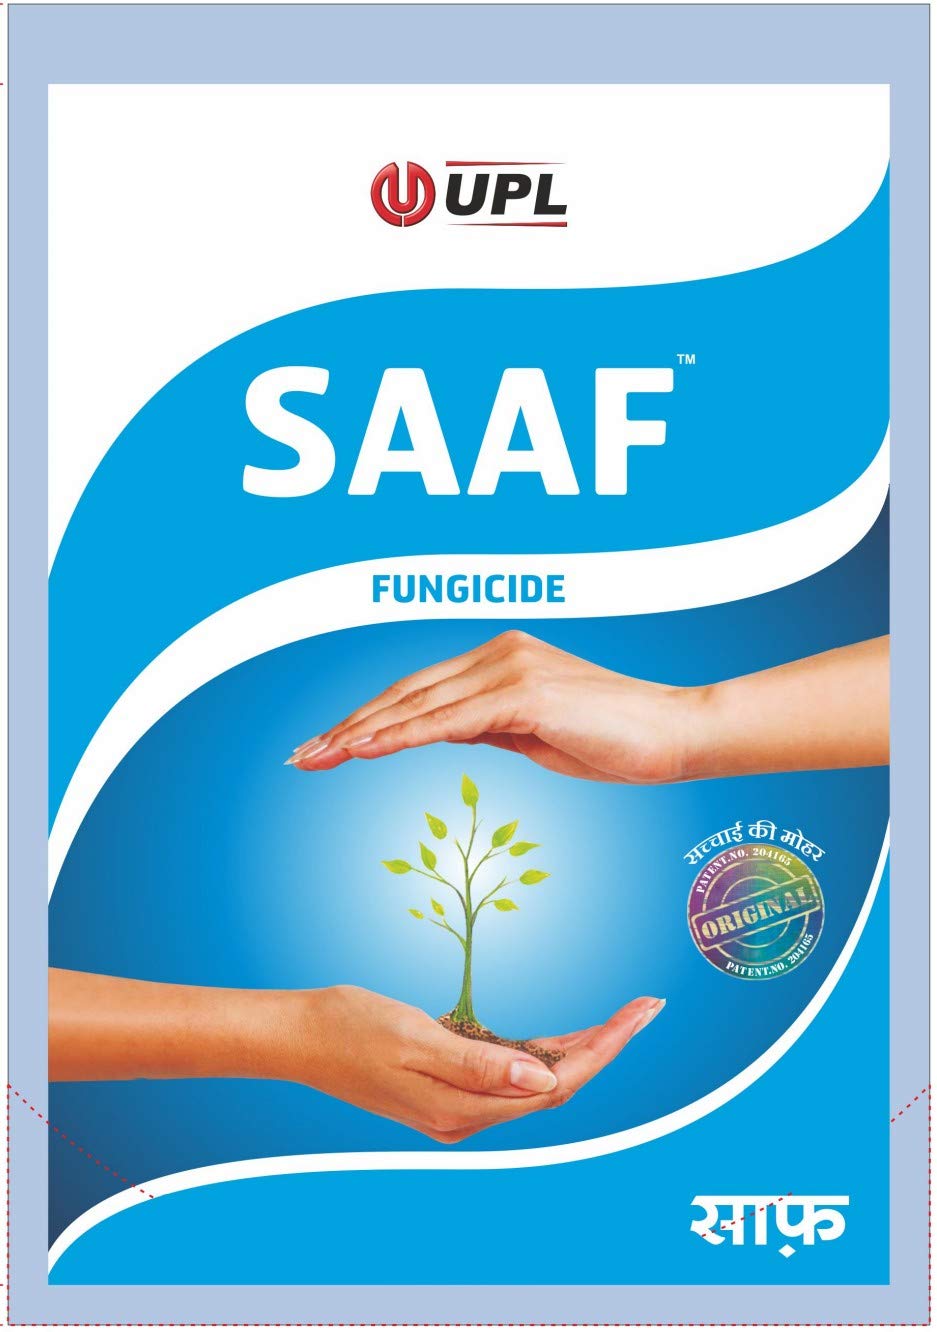 UPL
SAAF™
FUNGICIDE
सच्चाई की मोहर
PATENT.NO. 204165
ORIGINAL
PATENT.NO. 204165
साफ़